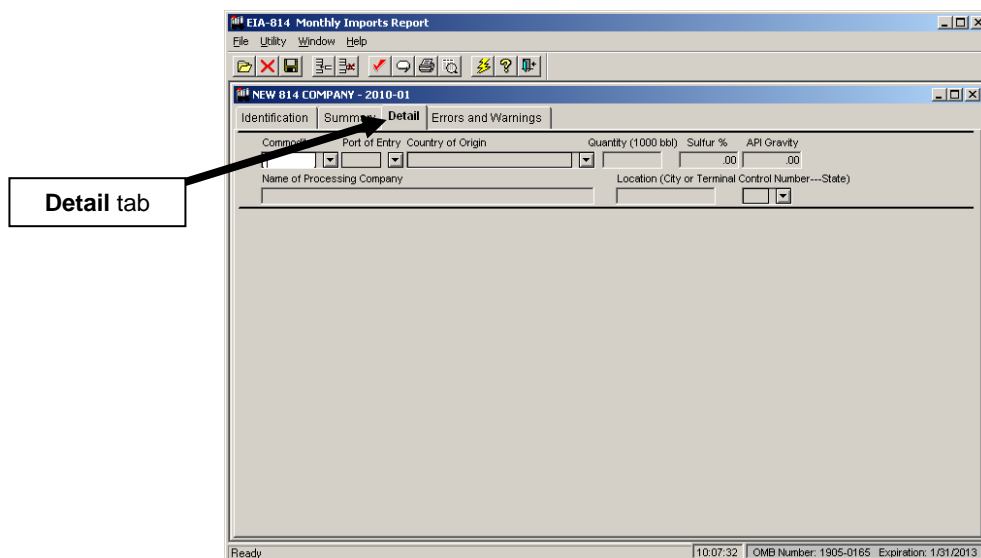 EIA-814 Monthly Imports Report
File Utility Window Help
NEW 814 COMPANY - 2010-01
Identification Summary Detail Errors and Warnings
Commodity Port of Entry Country of Origin Quantity (1000 bbl) Sulfur % API Gravity
.00 .00
Name of Processing Company Location (City or Terminal Control Number---State)
Detail tab
Ready 10:07:32 OMB Number: 1905-0165 Expiration: 1/31/2013